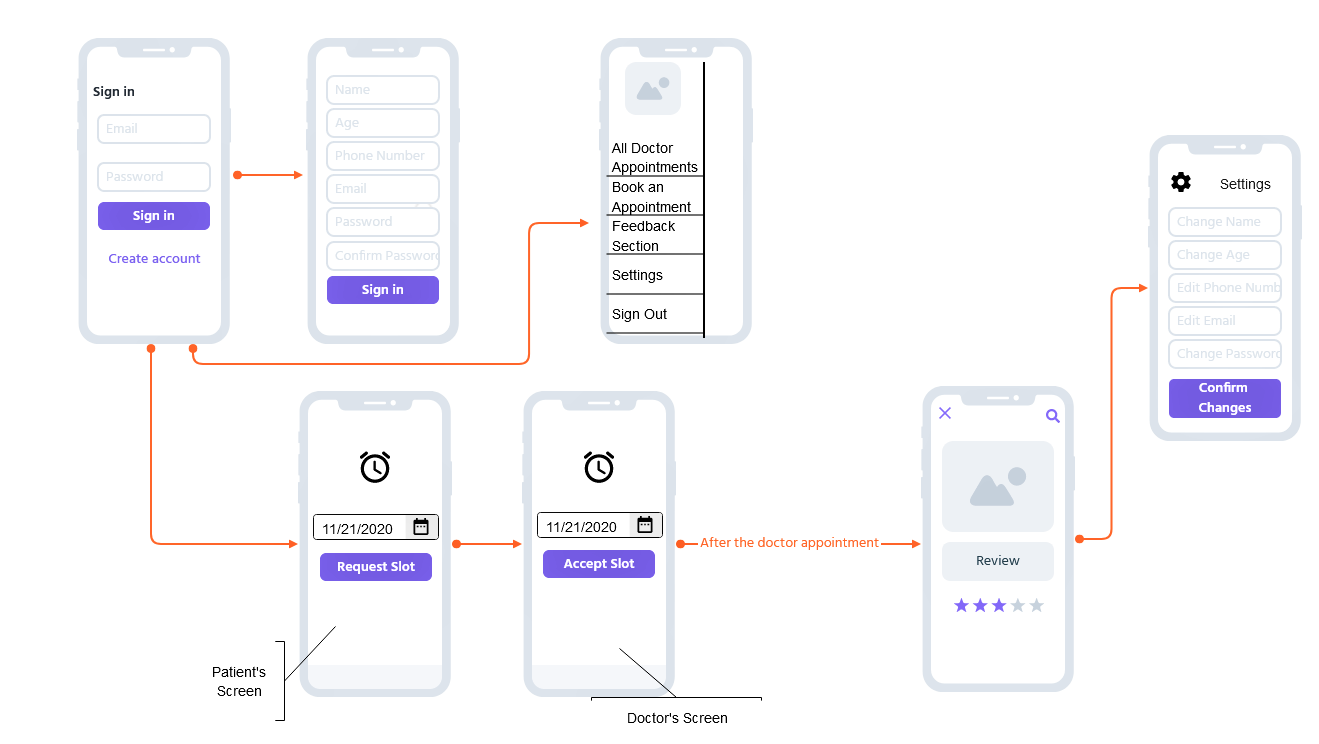 Sign in
Email
Password
Sign in
Create account
Name
Age
Phone Number
Email
Password
Confirm Password
Sign in
All Doctor
Appointments
Book an
Appointment
Feedback
Section
Settings
Sign Out
Settings
Change Name
Change Age
Edit Phone Numb
Edit Email
Change Password
Confirm
Changes
11/21/2020
Request Slot
Patient's
Screen
11/21/2020
Accept Slot
Doctor's Screen
After the doctor appointment
Review